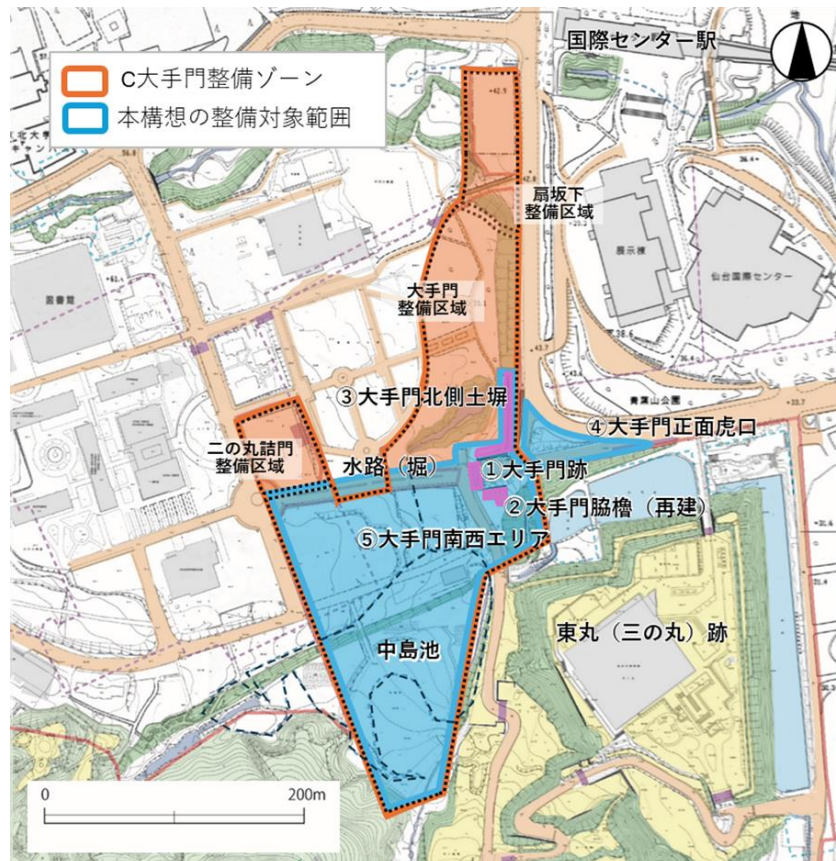 国際センター駅
C大手門整備ゾーン
本構想の整備対象範囲
扇坂下
整備区域
展示棟
仙台国際センター
図書館
大手門
整備区域
③大手門北側土塀
青葉山公園
④大手門正面虎口
二の丸詰門
整備区域
水路（堀）
①大手門跡
②大手門脇櫓（再建）
⑤大手門南西エリア
東丸（三の丸）跡
中島池
0
200m